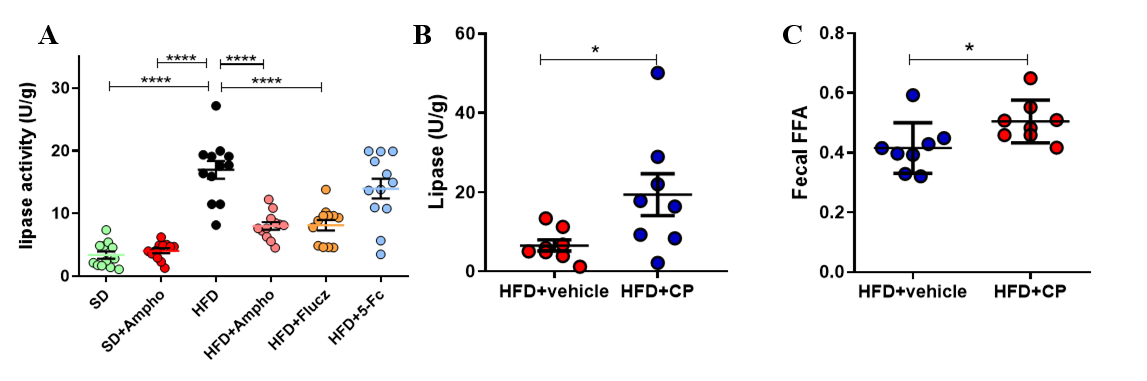 A
lipase activity (U/g)
30
20
10
0
****
****
****
****
SD
SD+Ampho
HFD
HFD+Ampho
HFD+Flucz
HFD+5-Fc
B
Lipase (U/g)
60
40
20
0
*
HFD+vehicle
HFD+CP
C
Fecal FFA
0.8
0.6
0.4
0.2
0.0
*
HFD+vehicle
HFD+CP